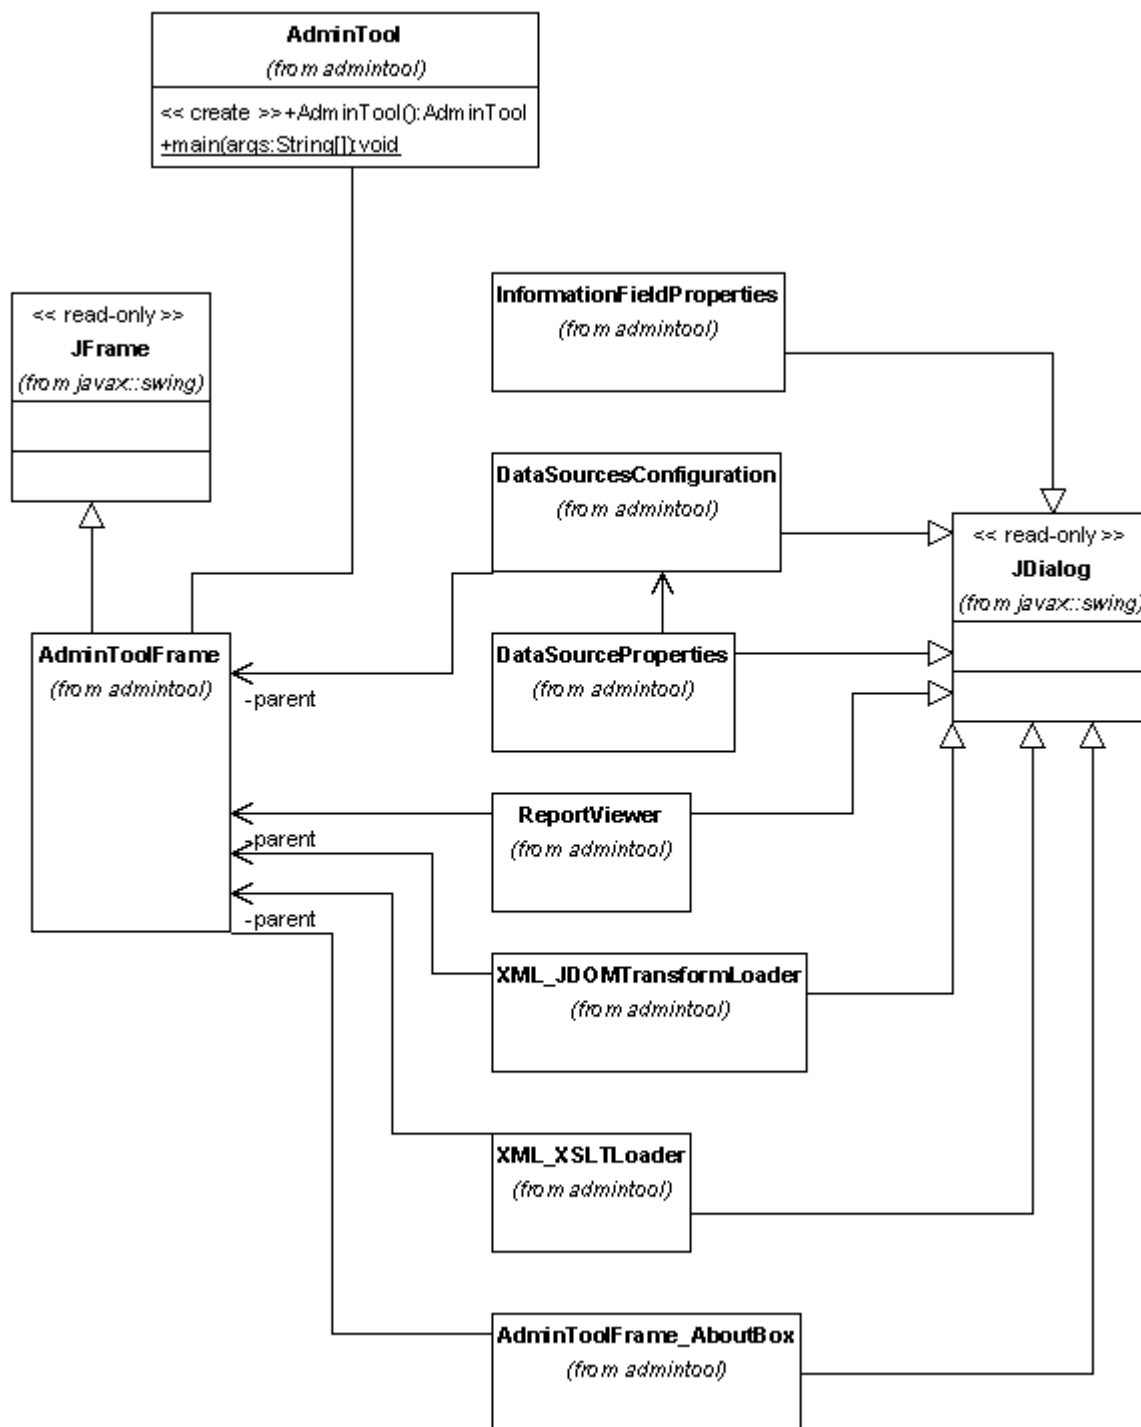 AdminTool
(from admintool)
<< create >>+AdminTool():AdminTool
+main(args:String[]):void
<< read-only >>
JFrame
(from javax::swing)
InformationFieldProperties
(from admintool)
DataSourcesConfiguration
(from admintool)
<< read-only >>
JDialog
(from javax::swing)
AdminToolFrame
(from admintool)
-parent
DataSourceProperties
(from admintool)
ReportViewer
(from admintool)
-parent
-parent
XML_JDOMTransformLoader
(from admintool)
XML_XSLTLoader
(from admintool)
AdminToolFrame_AboutBox
(from admintool)